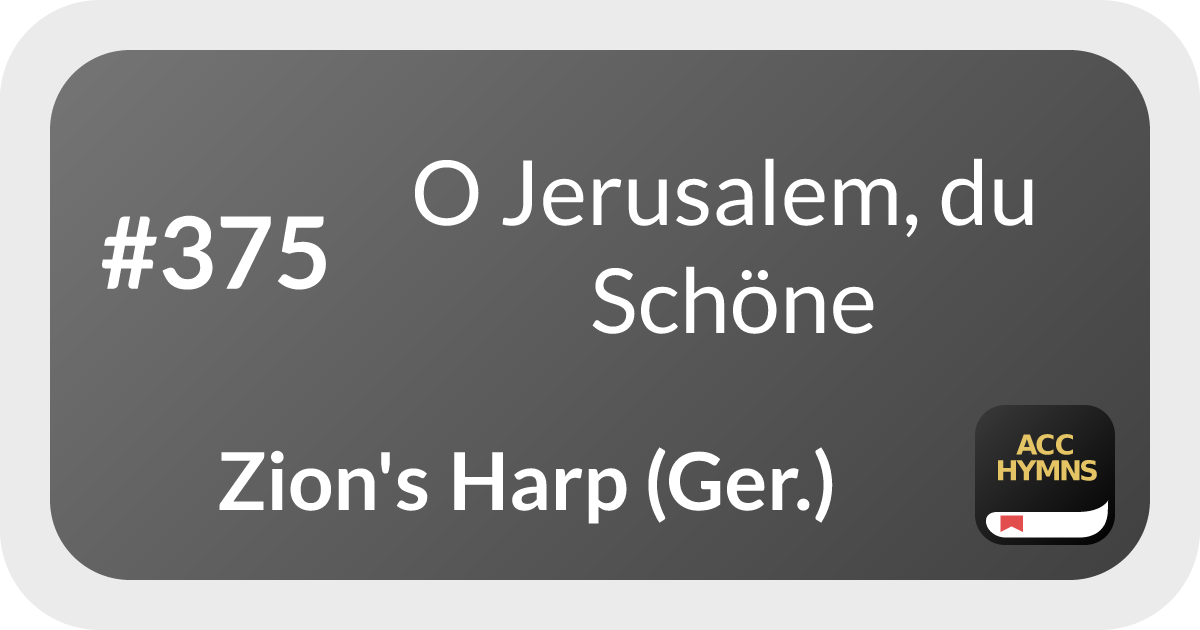 #375
O Jerusalem, du
Schöne
Zion's Harp (Ger.)
ACC
HYMNS